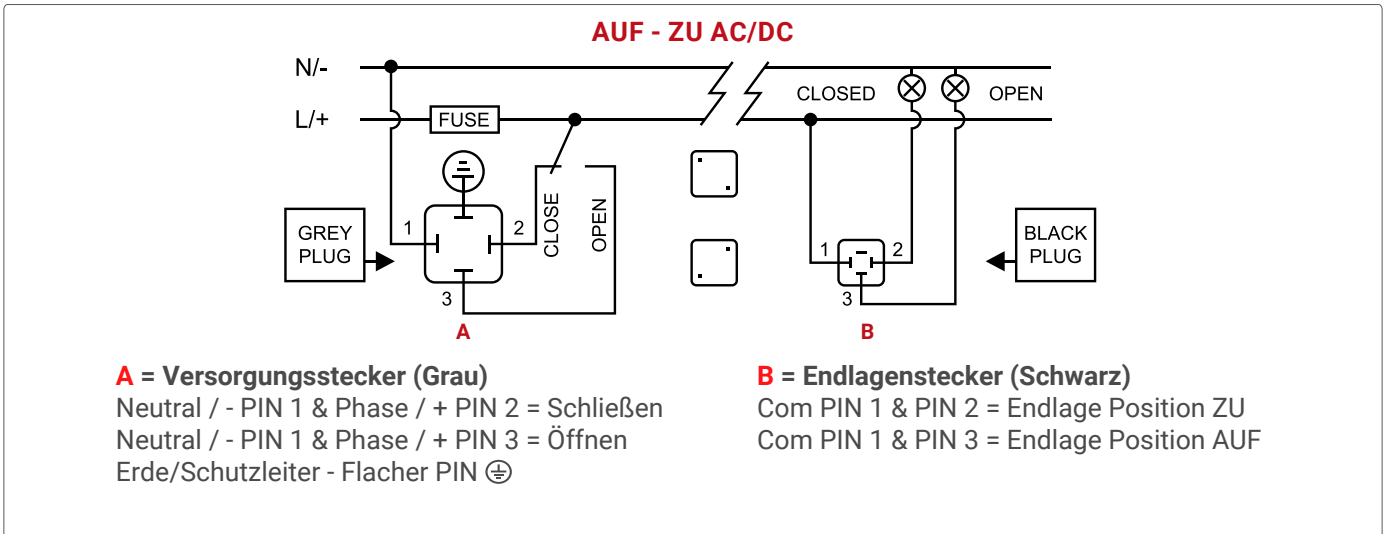 AUF - ZU AC/DC
N/-
L/+
FUSE
CLOSED
OPEN
GREY
PLUG
1
2
3
CLOSE
OPEN
A
1
2
3
B
BLACK
PLUG
A = Versorgungsstecker (Grau)
Neutral / - PIN 1 & Phase / + PIN 2 = Schließen
Neutral / - PIN 1 & Phase / + PIN 3 = Öffnen
Erde/Schutzleiter - Flacher PIN
B = Endlagenstecker (Schwarz)
Com PIN 1 & PIN 2 = Endlage Position ZU
Com PIN 1 & PIN 3 = Endlage Position AUF